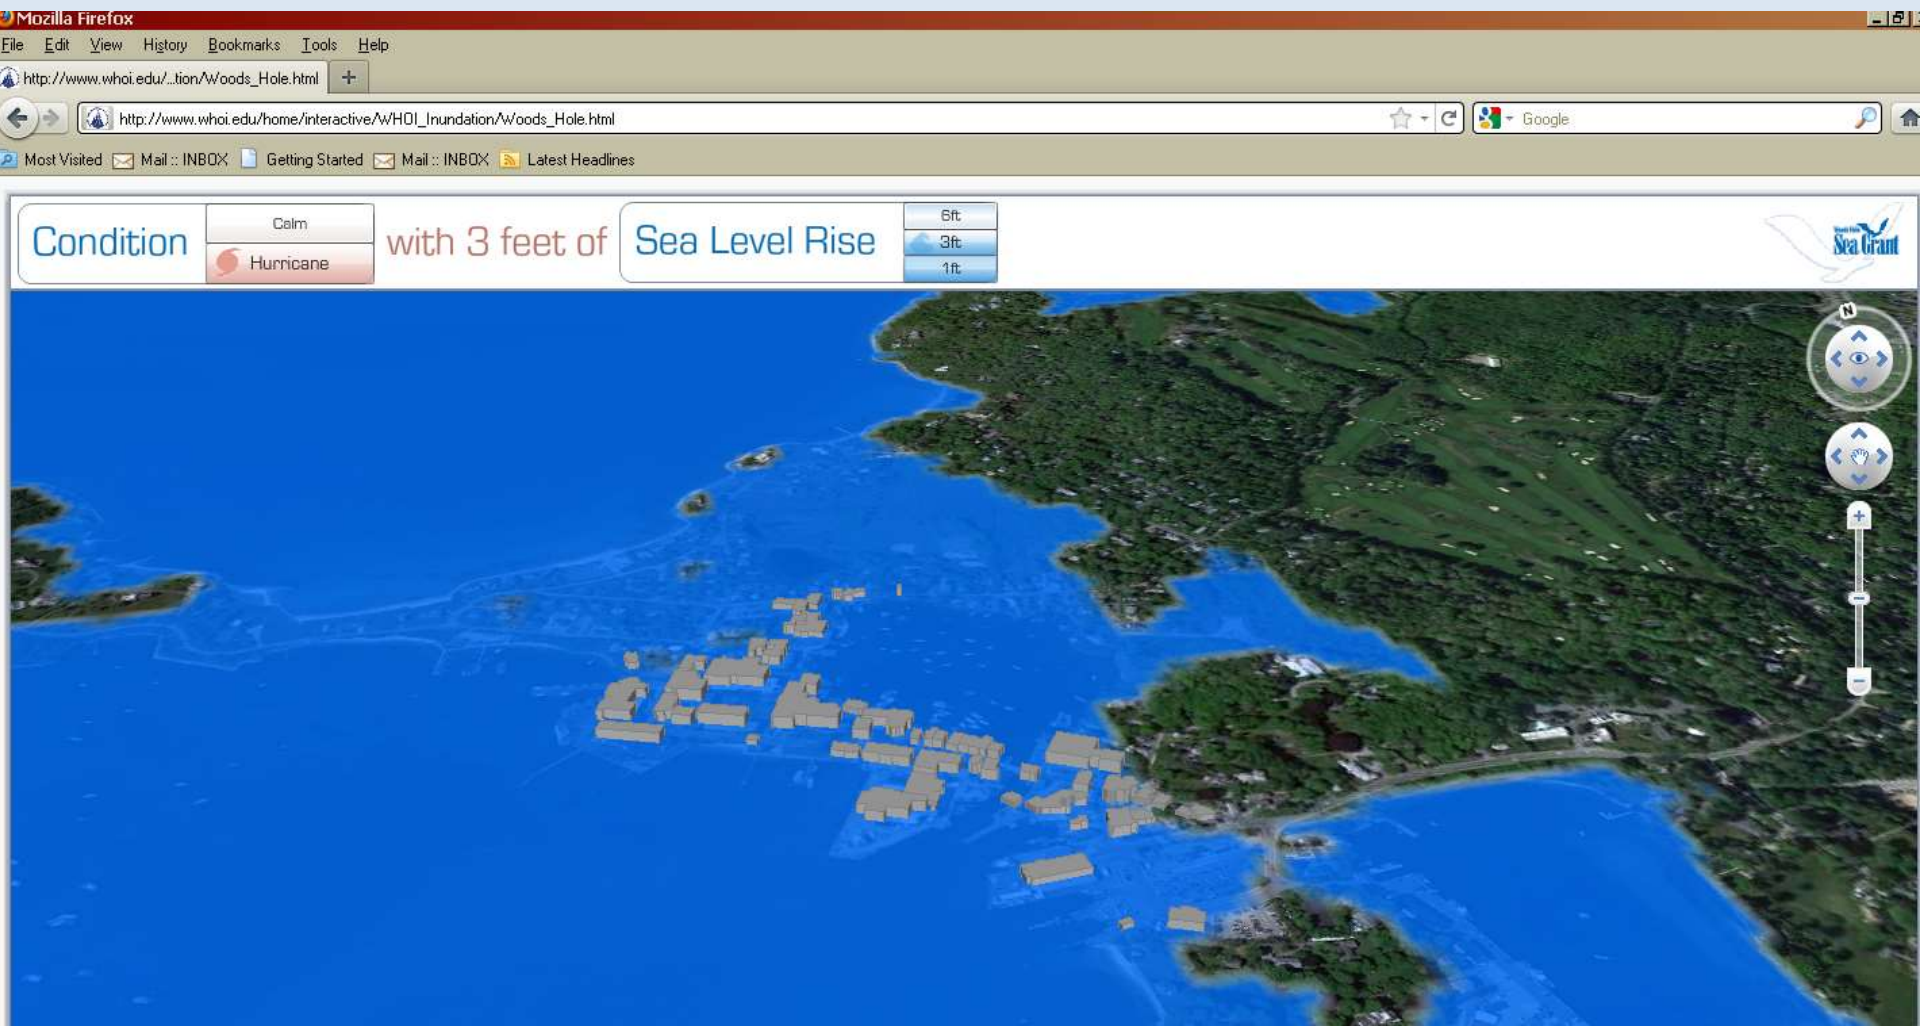 Mozilla Firefox
File Edit View History Bookmarks Tools Help
http://www.whoi.edu/...tion/Woods_Hole.html +
http://www.whoi.edu/home/interactive/WHOI_Inundation/Woods_Hole.html Google
Most Visited Mail :: INBOX Getting Started Mail :: INBOX Latest Headlines
Condition Calm Hurricane with 3 feet of Sea Level Rise 6ft 3ft 1ft
Woods Hole
Sea Grant
N